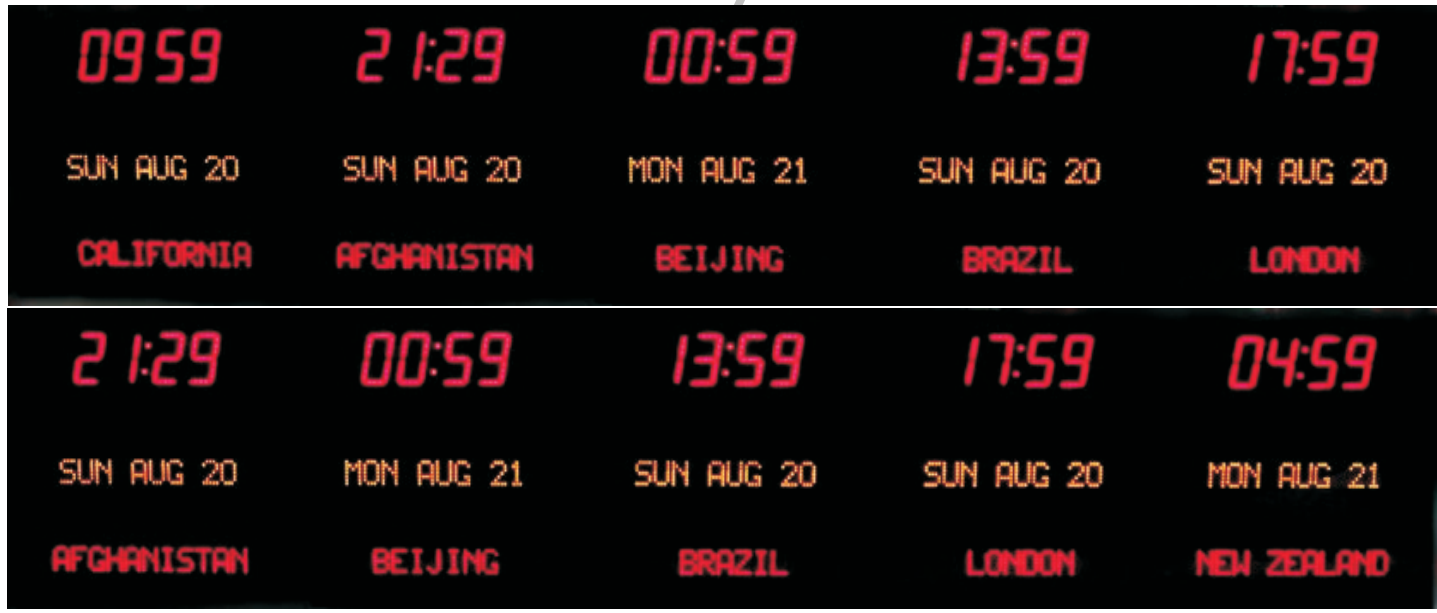 09 59 21:29 00:59 13:59 17:59
SUN AUG 20 SUN AUG 20 MON AUG 21 SUN AUG 20 SUN AUG 20
CALIFORNIA AFGHANISTAN BEIJING BRAZIL LONDON
21:29 00:59 13:59 17:59 04:59
SUN AUG 20 MON AUG 21 SUN AUG 20 SUN AUG 20 MON AUG 21
AFGHANISTAN BEIJING BRAZIL LONDON NEW ZEALAND